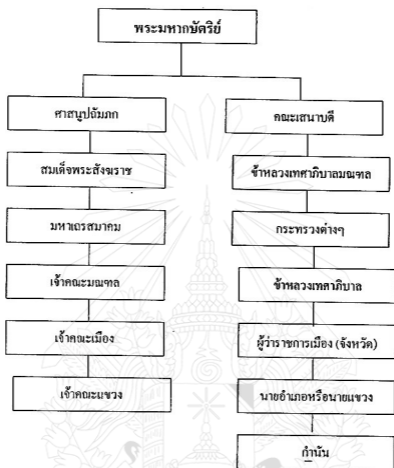 พระมหากษัตริย์
ศาสนูปถัมภก
คณะเสนาบดี
สมเด็จพระสังฆราช
ข้าหลวงเทศาภิบาลมณฑล
มหาเถรสมาคม
กระทรวงต่างๆ
เจ้าคณะมณฑล
ข้าหลวงเทศาภิบาล
เจ้าคณะเมือง
ผู้ว่าราชการเมือง (จังหวัด)
เจ้าคณะแขวง
นายอำเภอหรือนายแขวง
กำนัน